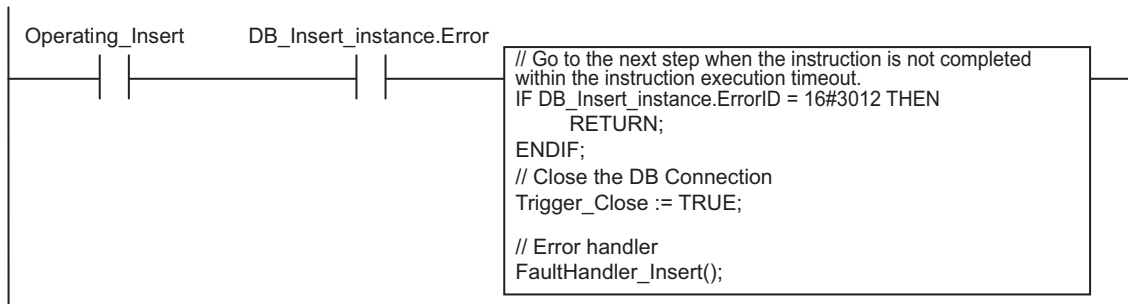 Operating_Insert DB_Insert_instance.Error
// Go to the next step when the instruction is not completed
within the instruction execution timeout.
IF DB_Insert_instance.ErrorID = 16#3012 THEN
RETURN;
ENDIF;
// Close the DB Connection
Trigger_Close := TRUE;
// Error handler
FaultHandler_Insert();